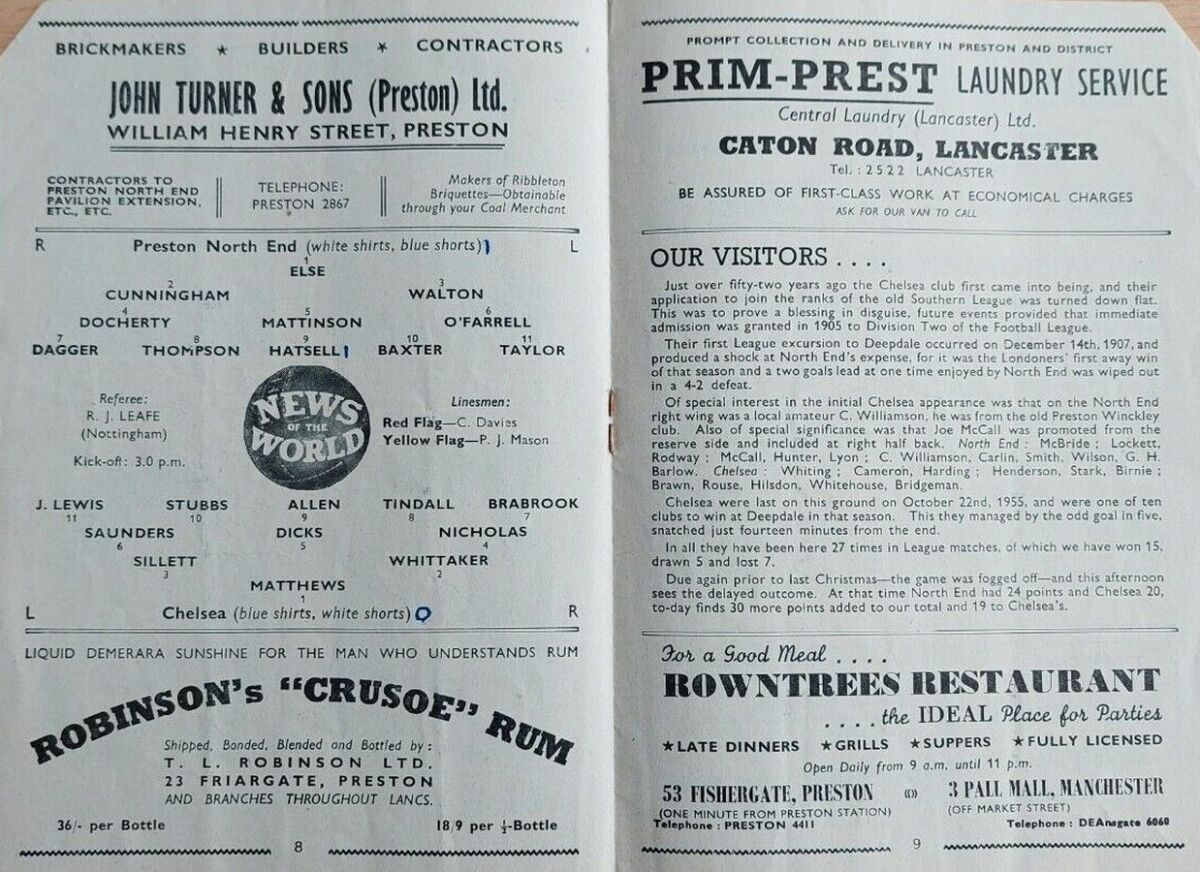 BRICKMAKERS ★ BUILDERS ★ CONTRACTORS
JOHN TURNER & SONS (Preston) Ltd.
WILLIAM HENRY STREET, PRESTON
CONTRACTORS TO
PRESTON NORTH END
PAVILION EXTENSION,
ETC., ETC.
TELEPHONE:
PRESTON 2867
Makers of Ribbleton
Briquettes—Obtainable
through your Coal Merchant
R Preston North End (white shirts, blue shorts) 1 L
1
ELSE
2 3
CUNNINGHAM WALTON
4 5 6
DOCHERTY MATTINSON O'FARRELL
7 8 9 10 11
DAGGER THOMPSON HATSELL 1 BAXTER TAYLOR
Referee:
R. J. LEAFE
(Nottingham)
Kick-off: 3.0 p.m.
NEWS
OF THE
WORLD
Linesmen:
Red Flag—C. Davies
Yellow Flag—P. J. Mason
J. LEWIS STUBBS ALLEN TINDALL BRABROOK
11 10 9 8 7
SAUNDERS DICKS NICHOLAS
6 5 4
SILLETT WHITTAKER
3 2
MATTHEWS
1
L Chelsea (blue shirts, white shorts) 0 R
LIQUID DEMERARA SUNSHINE FOR THE MAN WHO UNDERSTANDS RUM
ROBINSON'S "CRUSOE" RUM
Shipped, Bonded, Blended and Bottled by:
T. L. ROBINSON LTD.
23 FRIARGATE, PRESTON
AND BRANCHES THROUGHOUT LANCS.
36/- per Bottle 18/9 per ½-Bottle
8
PROMPT COLLECTION AND DELIVERY IN PRESTON AND DISTRICT
PRIM-PREST LAUNDRY SERVICE
Central Laundry (Lancaster) Ltd.
CATON ROAD, LANCASTER
Tel.: 2522 LANCASTER
BE ASSURED OF FIRST-CLASS WORK AT ECONOMICAL CHARGES
ASK FOR OUR VAN TO CALL
OUR VISITORS . . . .
Just over fifty-two years ago the Chelsea club first came into being, and their
application to join the ranks of the old Southern League was turned down flat.
This was to prove a blessing in disguise, future events provided that immediate
admission was granted in 1905 to Division Two of the Football League.
Their first League excursion to Deepdale occurred on December 14th, 1907, and
produced a shock at North End's expense, for it was the Londoners' first away win
of that season and a two goals lead at one time enjoyed by North End was wiped out
in a 4-2 defeat.
Of special interest in the initial Chelsea appearance was that on the North End
right wing was a local amateur C. Williamson, he was from the old Preston Winckley
club. Also of special significance was that Joe McCall was promoted from the
reserve side and included at right half back. North End: McBride; Lockett,
Rodway; McCall, Hunter, Lyon; C. Williamson, Carlin, Smith, Wilson, G. H.
Barlow. Chelsea: Whiting; Cameron, Harding; Henderson, Stark, Birnie;
Brawn, Rouse, Hilsdon, Whitehouse, Bridgeman.
Chelsea were last on this ground on October 22nd, 1955, and were one of ten
clubs to win at Deepdale in that season. This they managed by the odd goal in five,
snatched just fourteen minutes from the end.
In all they have been here 27 times in League matches, of which we have won 15,
drawn 5 and lost 7.
Due again prior to last Christmas—the game was fogged off—and this afternoon
sees the delayed outcome. At that time North End had 24 points and Chelsea 20,
to-day finds 30 more points added to our total and 19 to Chelsea's.
For a Good Meal . . . .
ROWNTREES RESTAURANT
. . . . the IDEAL Place for Parties
★LATE DINNERS ★GRILLS ★SUPPERS ★FULLY LICENSED
Open Daily from 9 a.m. until 11 p.m.
53 FISHERGATE, PRESTON
(ONE MINUTE FROM PRESTON STATION)
Telephone: PRESTON 4411
3 PALL MALL, MANCHESTER
(OFF MARKET STREET)
Telephone: DEAnsgate 6060
9